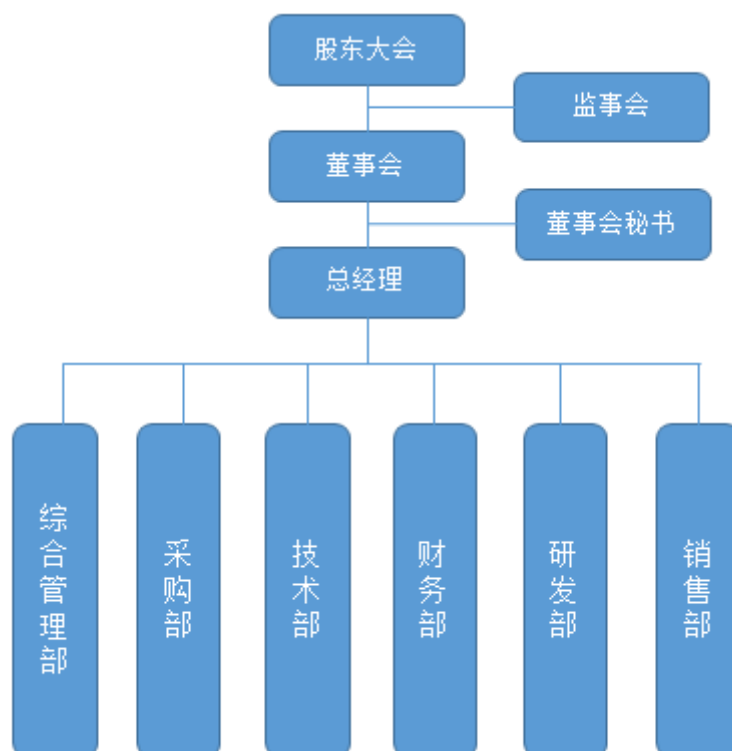 股东大会
监事会
董事会
董事会秘书
总经理
综合管理部
采购部
技术部
财务部
研发部
销售部